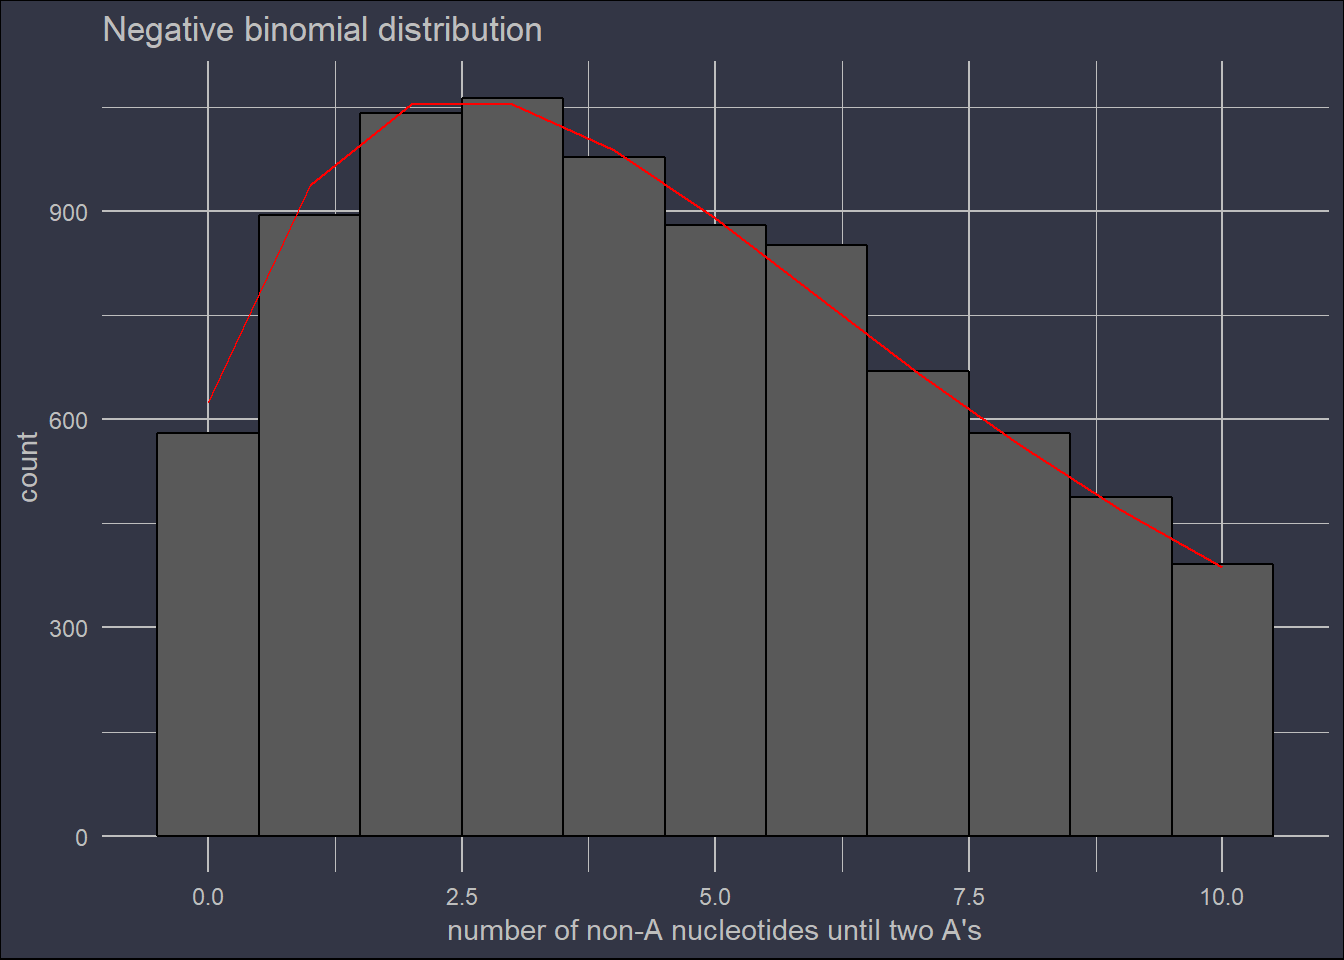 Negative binomial distribution
count
900
600
300
0
0.0 2.5 5.0 7.5 10.0
number of non-A nucleotides until two A's